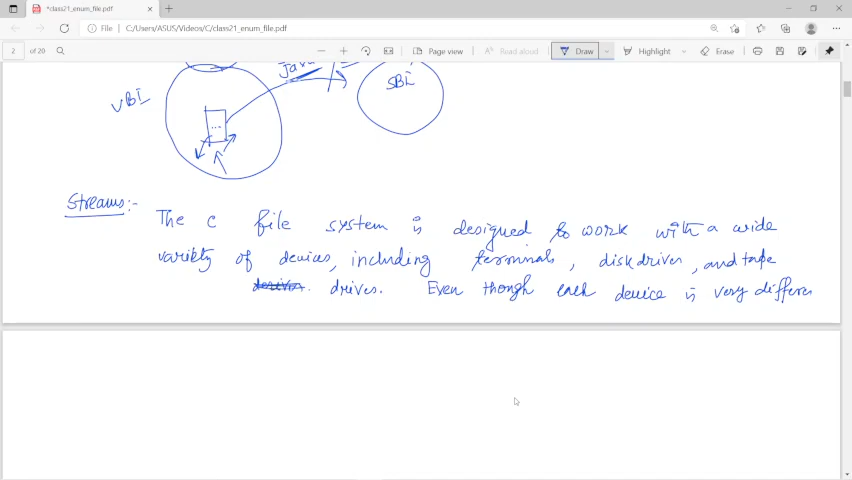 *class21_enum_file.pdf
File
C:/Users/ASUS/Videos/C/class21_enum_file.pdf
2 of 20
Page view
Read aloud
Draw
Highlight
Erase
Java
VBI
SBI
...
Streams:-
The C file system is designed to work with a wide
variety of devices, including terminals, disk drives, and tape
drives. Even though each device is very differe